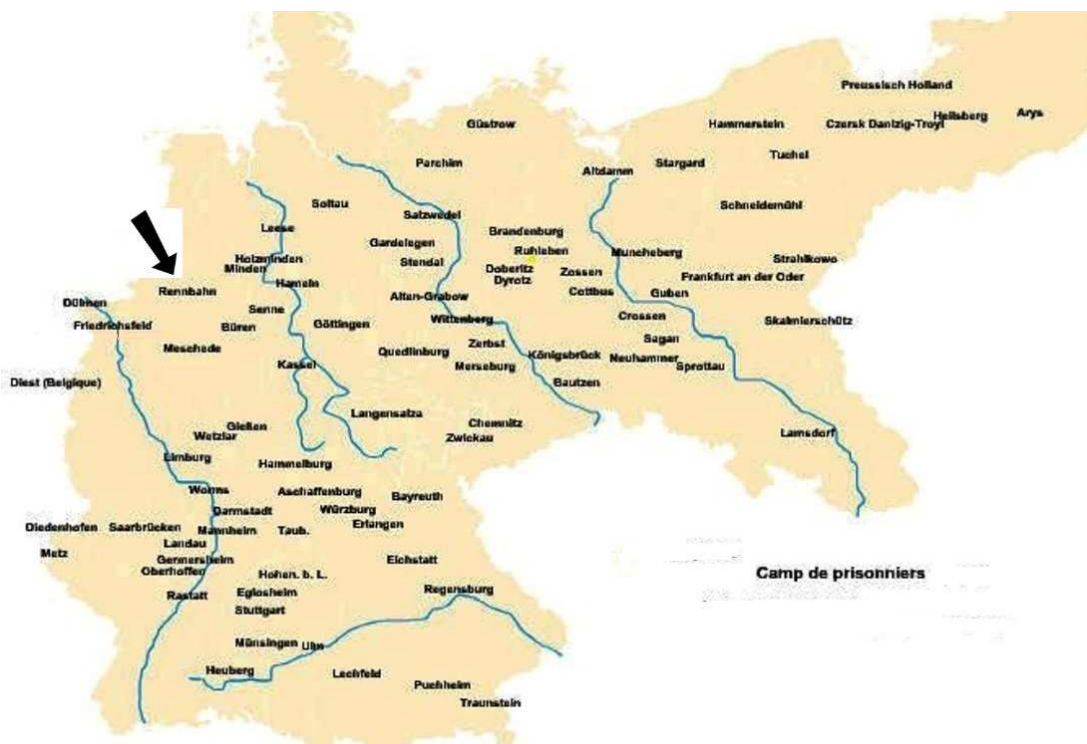 Preussisch Holland
Arys
Heilsberg
Güstrow
Hammerstein
Czersk Dantzig-Troyl
Parchim
Stargard
Tuchel
Altdamm
Soltau
Salzwedel
Schneidemühl
Leese
Brandenburg
Gardelegen
Ruhleben
Muncheberg
Holzminden
Stendal
Strahlkowo
Minden
Doberitz
Zossen
Frankfurt an der Oder
Dyrotz
Hameln
Rennbahn
Cottbus
Guben
Alten-Grabow
Dülmen
Senne
Crossen
Wittenberg
Skalmierschütz
Friedrichsfeld
Büren
Göttingen
Sagan
Zerbst
Meschede
Quedlinburg
Königsbrück
Neuhammer
Kassel
Merseburg
Sprottau
Diest (Belgique)
Bautzen
Langensalza
Chemnitz
Gießen
Lamsdorf
Wetzlar
Zwickau
Limburg
Hammelburg
Worms
Aschaffenburg
Bayreuth
Darmstadt
Würzburg
Diedenhofen
Saarbrücken
Mannheim
Taub.
Erlangen
Landau
Metz
Germersheim
Eichstatt
Oberhoffen
Hohen. b. L.
Camp de prisonniers
Rastatt
Eglosheim
Regensburg
Stuttgart
Münsingen
Ulm
Heuberg
Lechfeld
Puchheim
Traunstein